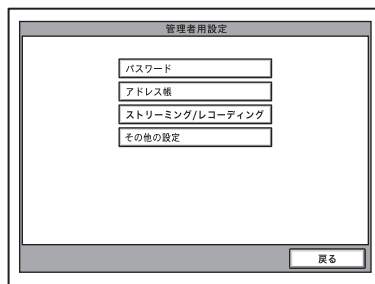 管理者用設定
パスワード
アドレス帳
ストリーミング/レコーディング
その他の設定
戻る